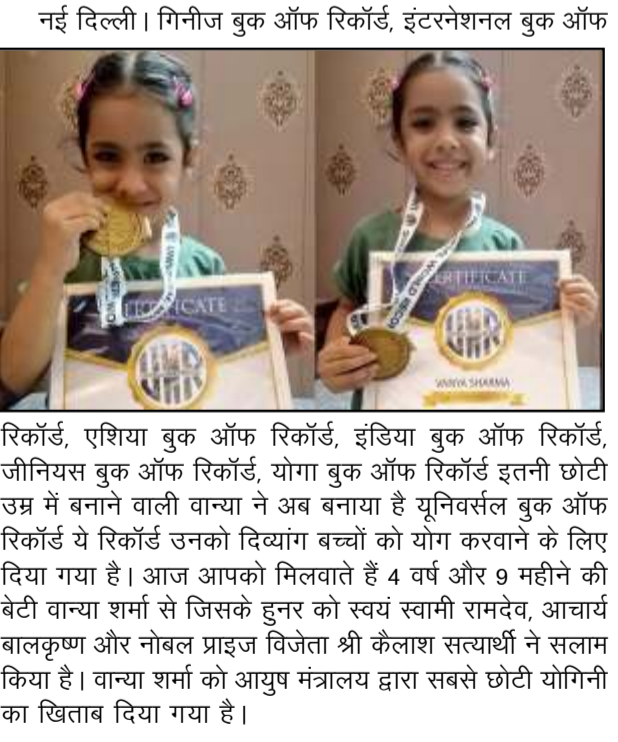 नई दिल्ली। गिनीज बुक ऑफ रिकॉर्ड, इंटरनेशनल बुक ऑफ
CERTIFICATE
CERTIFICATE
VANYA SHARMA
रिकॉर्ड, एशिया बुक ऑफ रिकॉर्ड, इंडिया बुक ऑफ रिकॉर्ड,
जीनियस बुक ऑफ रिकॉर्ड, योगा बुक ऑफ रिकॉर्ड इतनी छोटी
उम्र में बनाने वाली वान्या ने अब बनाया है यूनिवर्सल बुक ऑफ
रिकॉर्ड ये रिकॉर्ड उनको दिव्यांग बच्चों को योग करवाने के लिए
दिया गया है। आज आपको मिलवाते हैं 4 वर्ष और 9 महीने की
बेटी वान्या शर्मा से जिसके हुनर को स्वयं स्वामी रामदेव, आचार्य
बालकृष्ण और नोबल प्राइज विजेता श्री कैलाश सत्यार्थी ने सलाम
किया है। वान्या शर्मा को आयुष मंत्रालय द्वारा सबसे छोटी योगिनी
का खिताब दिया गया है।